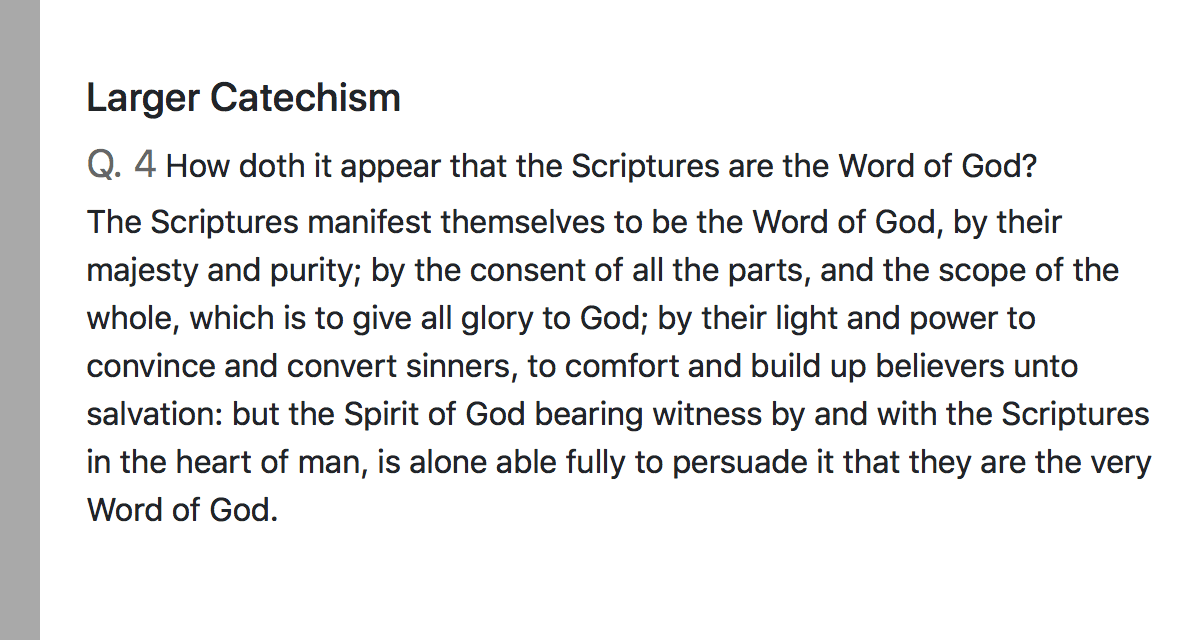 Larger Catechism
Q. 4 How doth it appear that the Scriptures are the Word of God?
The Scriptures manifest themselves to be the Word of God, by their
majesty and purity; by the consent of all the parts, and the scope of the
whole, which is to give all glory to God; by their light and power to
convince and convert sinners, to comfort and build up believers unto
salvation: but the Spirit of God bearing witness by and with the Scriptures
in the heart of man, is alone able fully to persuade it that they are the very
Word of God.